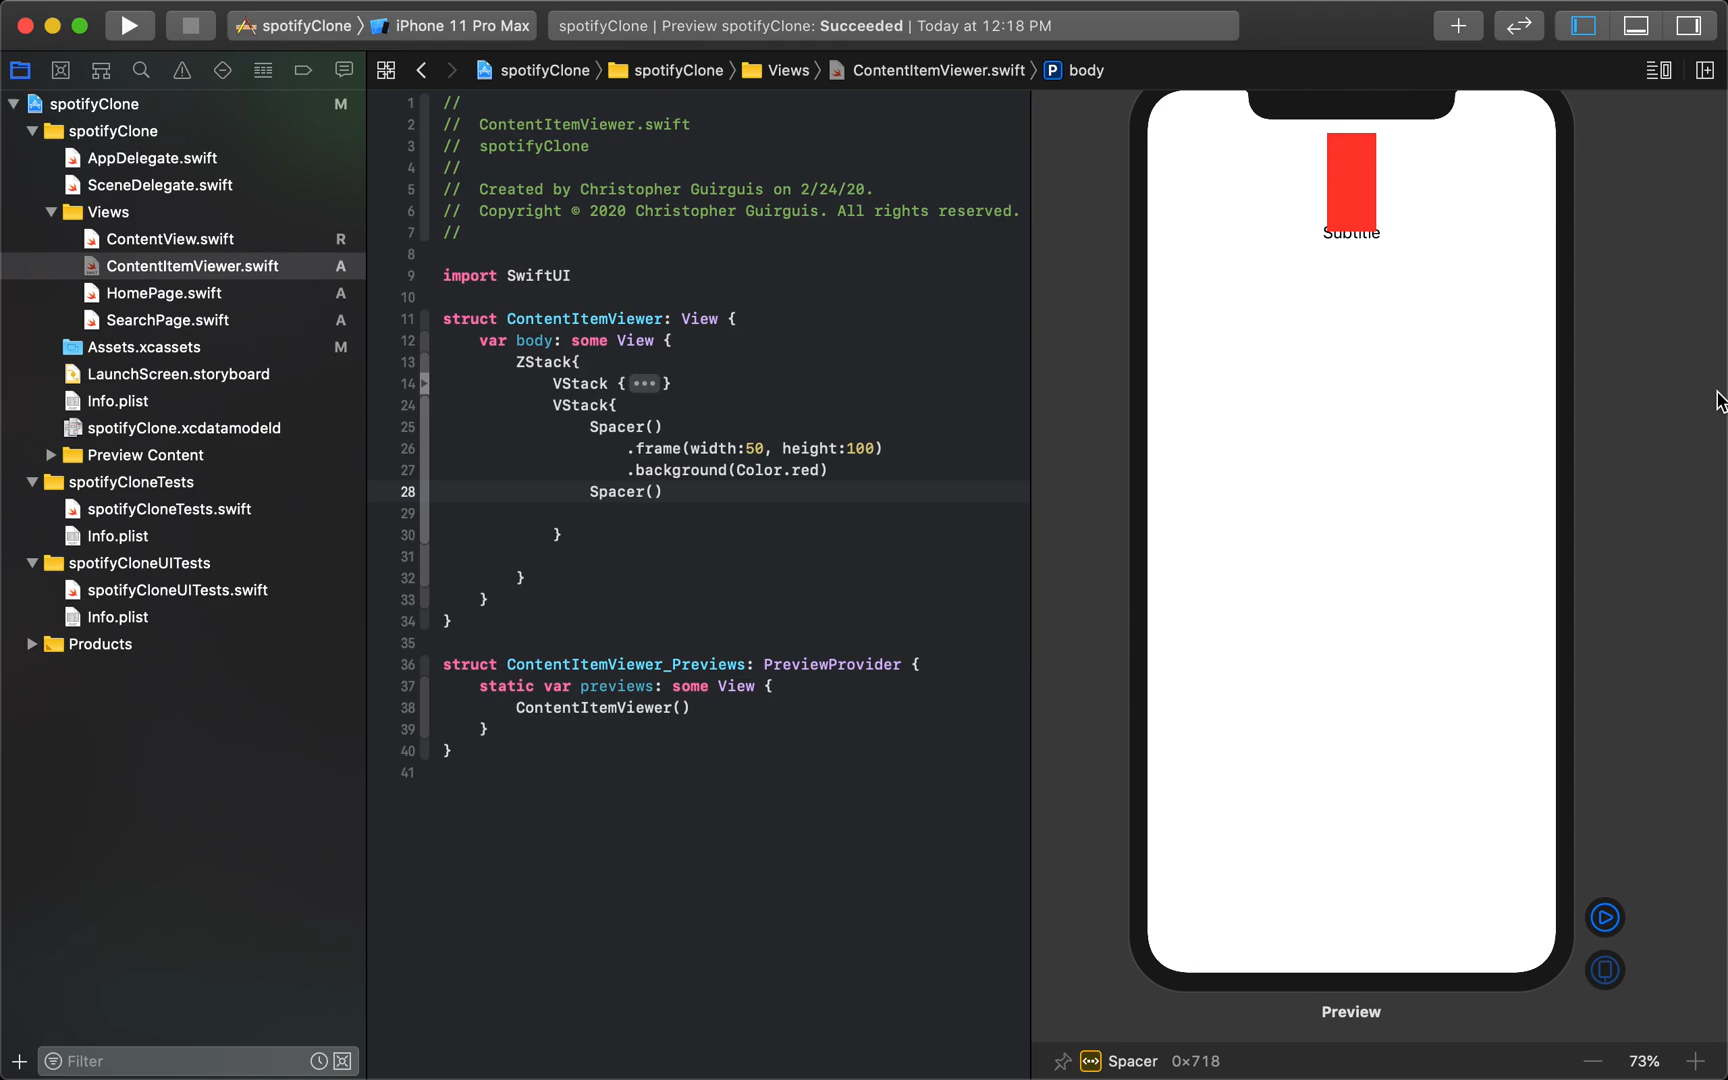 spotifyClone 〉 iPhone 11 Pro Max
spotifyClone | Preview spotifyClone: Succeeded | Today at 12:18 PM
spotifyClone 〉 spotifyClone 〉 Views 〉 ContentItemViewer.swift 〉 P body
spotifyClone M
spotifyClone
AppDelegate.swift
SceneDelegate.swift
Views
ContentView.swift R
ContentItemViewer.swift A
HomePage.swift A
SearchPage.swift A
Assets.xcassets M
LaunchScreen.storyboard
Info.plist
spotifyClone.xcdatamodeld
Preview Content
spotifyCloneTests
spotifyCloneTests.swift
Info.plist
spotifyCloneUITests
spotifyCloneUITests.swift
Info.plist
Products
Filter
1 //
2 // ContentItemViewer.swift
3 // spotifyClone
4 //
5 // Created by Christopher Guirguis on 2/24/20.
6 // Copyright © 2020 Christopher Guirguis. All rights reserved.
7 //
8
9 import SwiftUI
10
11 struct ContentItemViewer: View {
12 var body: some View {
13 ZStack{
14 VStack {•••}
24 VStack{
25 Spacer()
26 .frame(width:50, height:100)
27 .background(Color.red)
28 Spacer()
29
30 }
31
32 }
33 }
34 }
35
36 struct ContentItemViewer_Previews: PreviewProvider {
37 static var previews: some View {
38 ContentItemViewer()
39 }
40 }
41
Subtitle
Preview
Spacer 0×718
73%